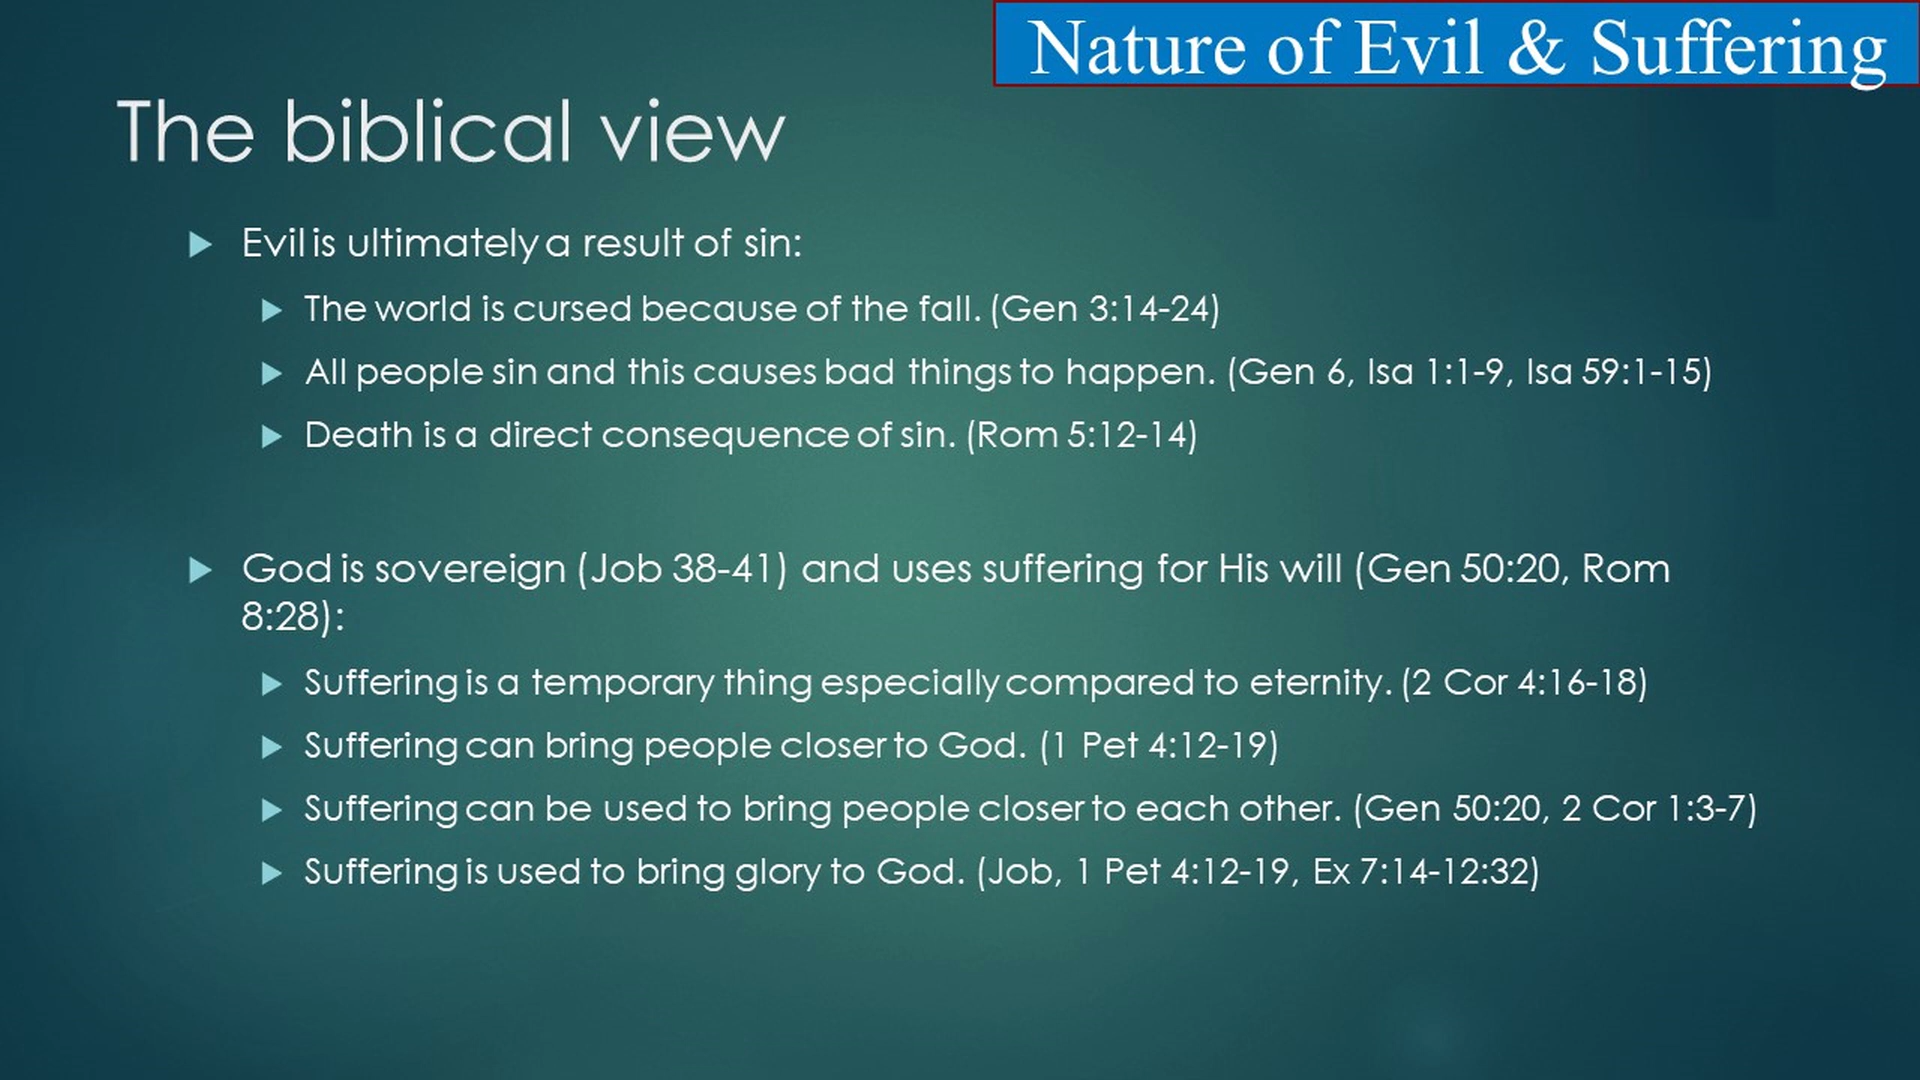 Nature of Evil & Suffering
The biblical view
Evil is ultimately a result of sin:
The world is cursed because of the fall. (Gen 3:14-24)
All people sin and this causes bad things to happen. (Gen 6, Isa 1:1-9, Isa 59:1-15)
Death is a direct consequence of sin. (Rom 5:12-14)
God is sovereign (Job 38-41) and uses suffering for His will (Gen 50:20, Rom
8:28):
Suffering is a temporary thing especially compared to eternity. (2 Cor 4:16-18)
Suffering can bring people closer to God. (1 Pet 4:12-19)
Suffering can be used to bring people closer to each other. (Gen 50:20, 2 Cor 1:3-7)
Suffering is used to bring glory to God. (Job, 1 Pet 4:12-19, Ex 7:14-12:32)